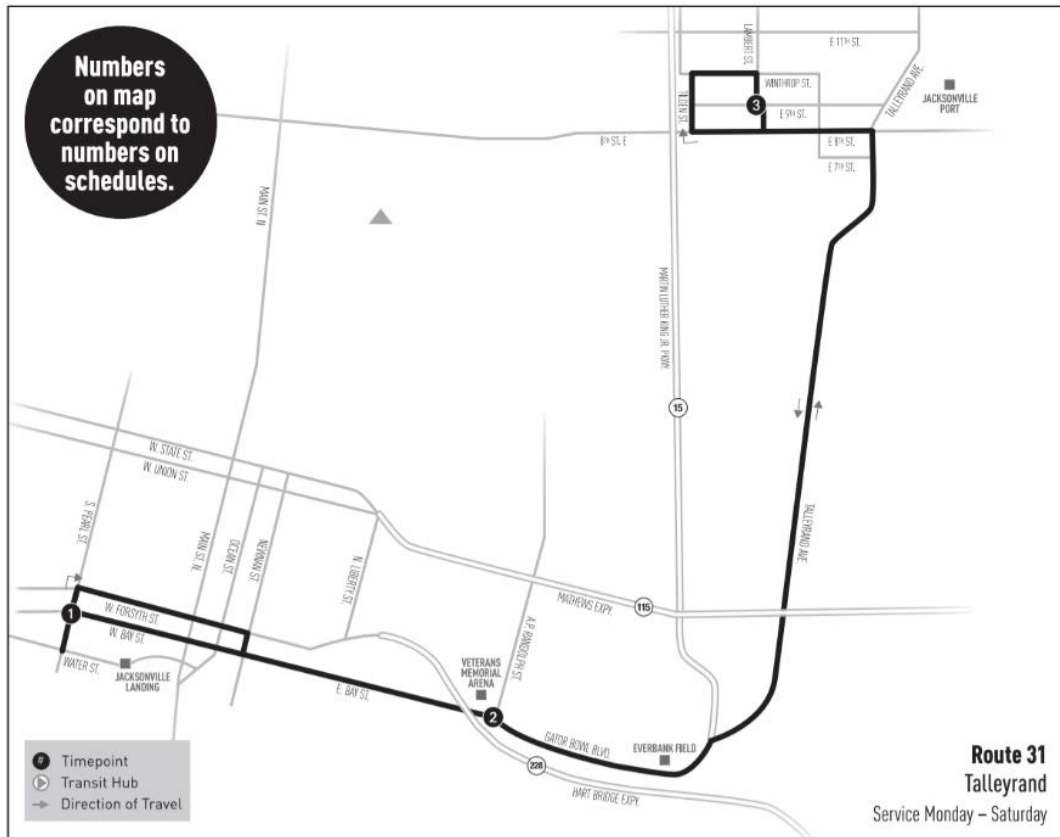 Numbers
on map
correspond to
numbers on
schedules.
E 11TH ST.
LAMBERT ST.
WINTHROP ST.
TALLEYRAND AVE.
JACKSONVILLE
PORT
TILDEN ST.
3
E 9TH ST.
8TH ST. E
E 8TH ST.
E 7TH ST.
MAIN ST. N
MARTIN LUTHER KING JR. PKWY.
15
W. STATE ST.
W. UNION ST.
S. PEARL ST.
MAIN ST. N.
OCEAN ST.
NEWNAN ST.
N. LIBERTY ST.
TALLEYRAND AVE.
MATHEWS EXPY.
115
1
W. FORSYTH ST.
W. BAY ST.
WATER ST.
JACKSONVILLE
LANDING
E. BAY ST.
VETERANS
MEMORIAL
ARENA
A.P. RANDOLPH ST.
2
GATOR BOWL BLVD
EVERBANK FIELD
228
HART BRIDGE EXPY.
# Timepoint
Transit Hub
Direction of Travel
Route 31
Talleyrand
Service Monday – Saturday